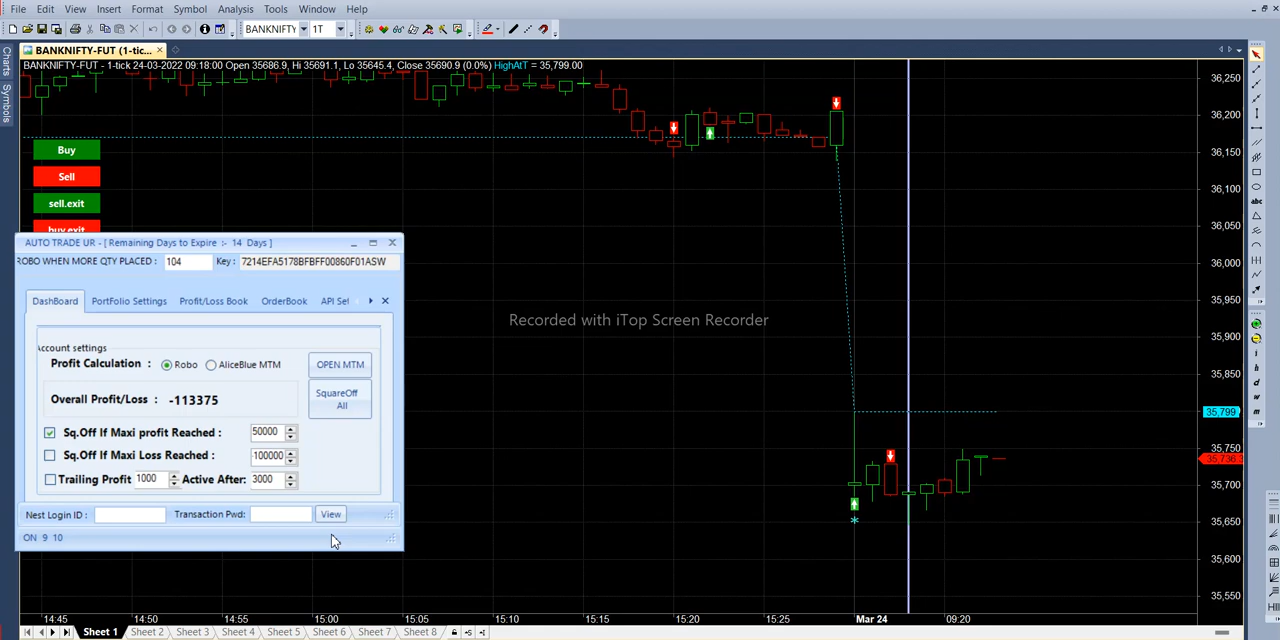 File Edit View Insert Format Symbol Analysis Tools Window Help
BANKNIFTY 1T
BANKNIFTY-FUT (1-tic...
BANKNIFTY-FUT - 1-tick 24-03-2022 09:18:00 Open 35686.9, Hi 35691.1, Lo 35645.4, Close 35690.9 (0.0%) HighAtT = 35,799.00
Charts
Symbols
Buy
Sell
sell.exit
buy.exit
AUTO TRADE UR - [ Remaining Days to Expire :- 14 Days ]
ROBO WHEN MORE QTY PLACED : 104 Key : 7214EFA5178BFBFF00860F01ASW
DashBoard PortFolio Settings Profit/Loss Book OrderBook API Set
Account settings
Profit Calculation : Robo AliceBlue MTM OPEN MTM
Overall Profit/Loss : -113375 SquareOff All
Sq.Off If Maxi profit Reached : 50000
Sq.Off If Maxi Loss Reached : 100000
Trailing Profit 1000 Active After: 3000
Nest Login ID : Transaction Pwd: View
ON 9 10
Recorded with iTop Screen Recorder
36,250
36,200
36,150
36,100
36,050
36,000
35,950
35,900
35,850
35,799
35,750
35,736.
35,700
35,650
35,600
35,550
abc
14:45 14:55 15:00 15:15 15:20 15:25 Mar 24 09:20
Sheet 1 Sheet 2 Sheet 3 Sheet 4 Sheet 5 Sheet 6 Sheet 7 Sheet 8